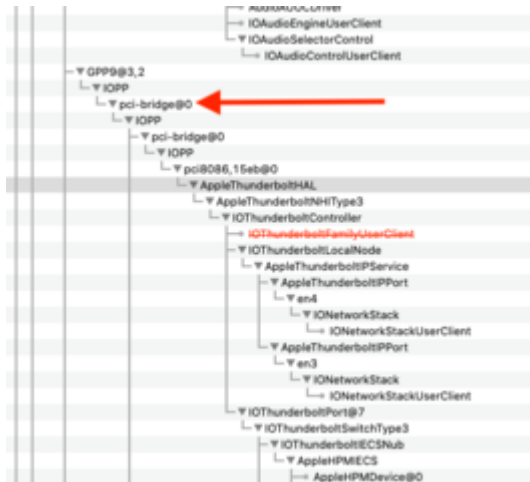 AudioAUUCDriver
IOAudioEngineUserClient
IOAudioSelectorControl
IOAudioControlUserClient
GPP9@3,2
IOPP
pci-bridge@0
IOPP
pci-bridge@0
IOPP
pci8086,15eb@0
AppleThunderboltHAL
AppleThunderboltNHIType3
IOThunderboltController
IOThunderboltFamilyUserClient
IOThunderboltLocalNode
AppleThunderboltIPService
AppleThunderboltIPPort
en4
IONetworkStack
IONetworkStackUserClient
AppleThunderboltIPPort
en3
IONetworkStack
IONetworkStackUserClient
IOThunderboltPort@7
IOThunderboltSwitchType3
IOThunderboltIECSNub
AppleHPMIECS
AppleHPMDevice@0